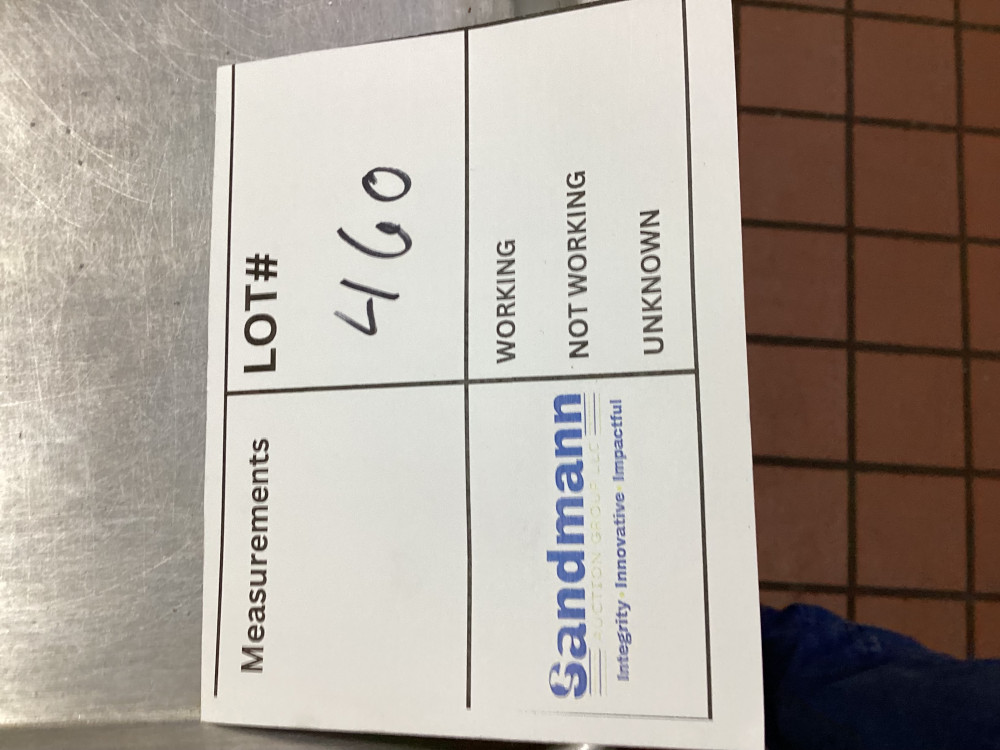 Measurements
LOT#
460
Sandmann
AUCTION GROUP LLC
Integrity · Innovative · Impactful
WORKING
NOT WORKING
UNKNOWN